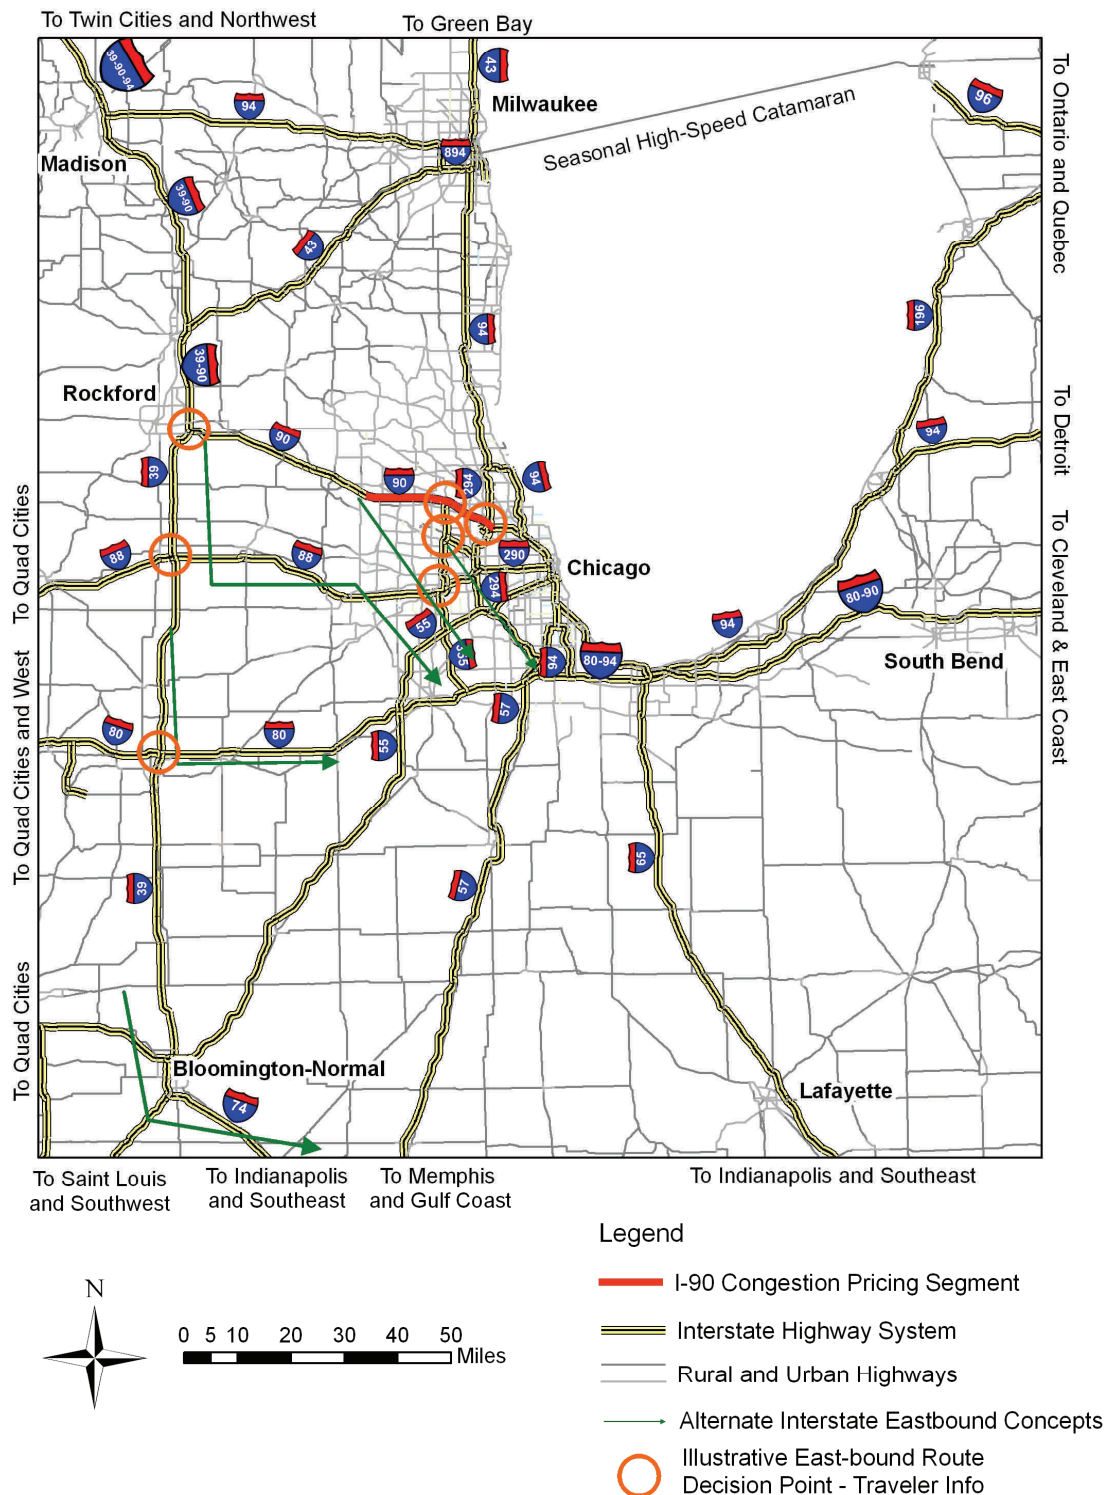 To Twin Cities and Northwest
To Green Bay
39-90-94
43
Milwaukee
94
894
Seasonal High-Speed Catamaran
96
To Ontario and Quebec
Madison
39-90
43
94
196
39-90
Rockford
90
94
To Detroit
39
90
294
94
To Quad Cities
88
88
290
Chicago
294
To Cleveland & East Coast
80-90
55
94
355
94
80-94
South Bend
To Quad Cities and West
57
80
80
55
65
39
57
To Quad Cities
Bloomington-Normal
74
Lafayette
To Saint Louis
and Southwest
To Indianapolis
and Southeast
To Memphis
and Gulf Coast
To Indianapolis and Southeast
Legend
I-90 Congestion Pricing Segment
Interstate Highway System
Rural and Urban Highways
Alternate Interstate Eastbound Concepts
Illustrative East-bound Route
Decision Point - Traveler Info
N
0 5 10 20 30 40 50
Miles